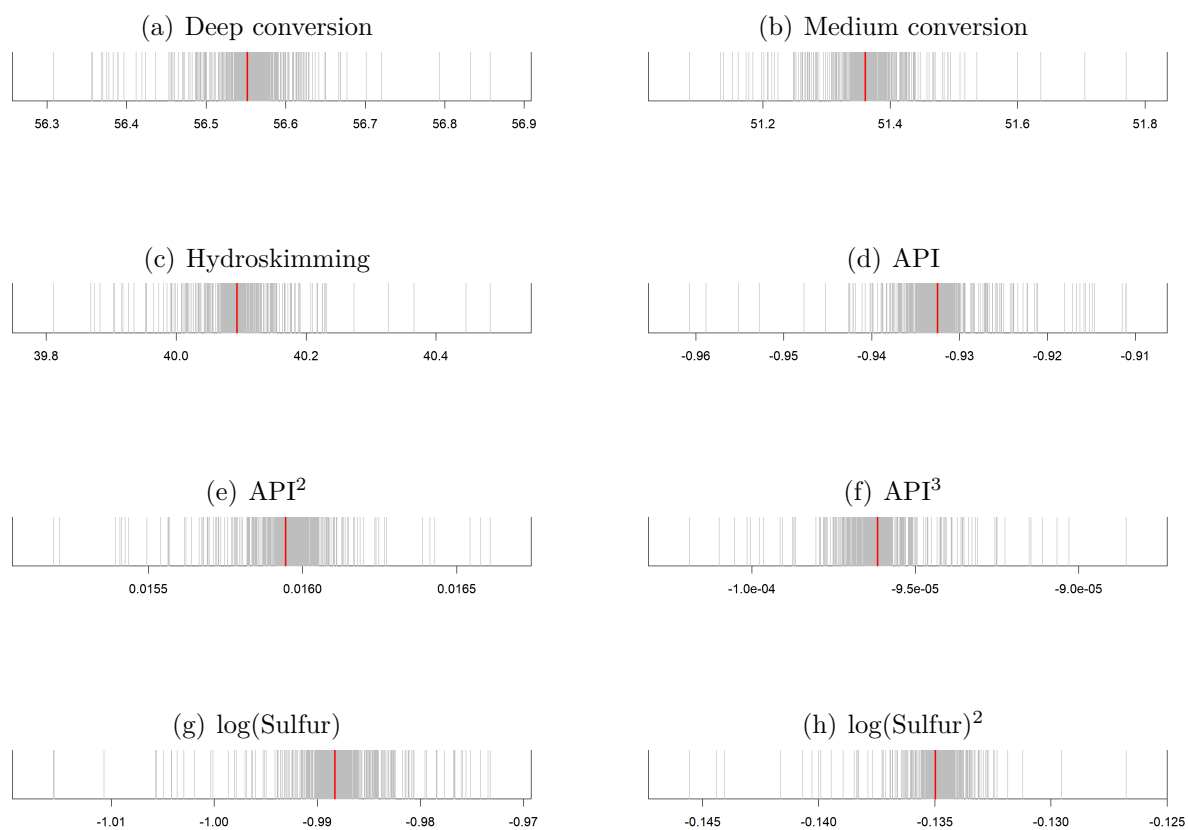 (a) Deep conversion
56.3 56.4 56.5 56.6 56.7 56.8 56.9
(b) Medium conversion
51.2 51.4 51.6 51.8
(c) Hydroskimming
39.8 40.0 40.2 40.4
(d) API
-0.96 -0.95 -0.94 -0.93 -0.92 -0.91
(e) API²
0.0155 0.0160 0.0165
(f) API³
-1.0e-04 -9.5e-05 -9.0e-05
(g) log(Sulfur)
-1.01 -1.00 -0.99 -0.98 -0.97
(h) log(Sulfur)²
-0.145 -0.140 -0.135 -0.130 -0.125